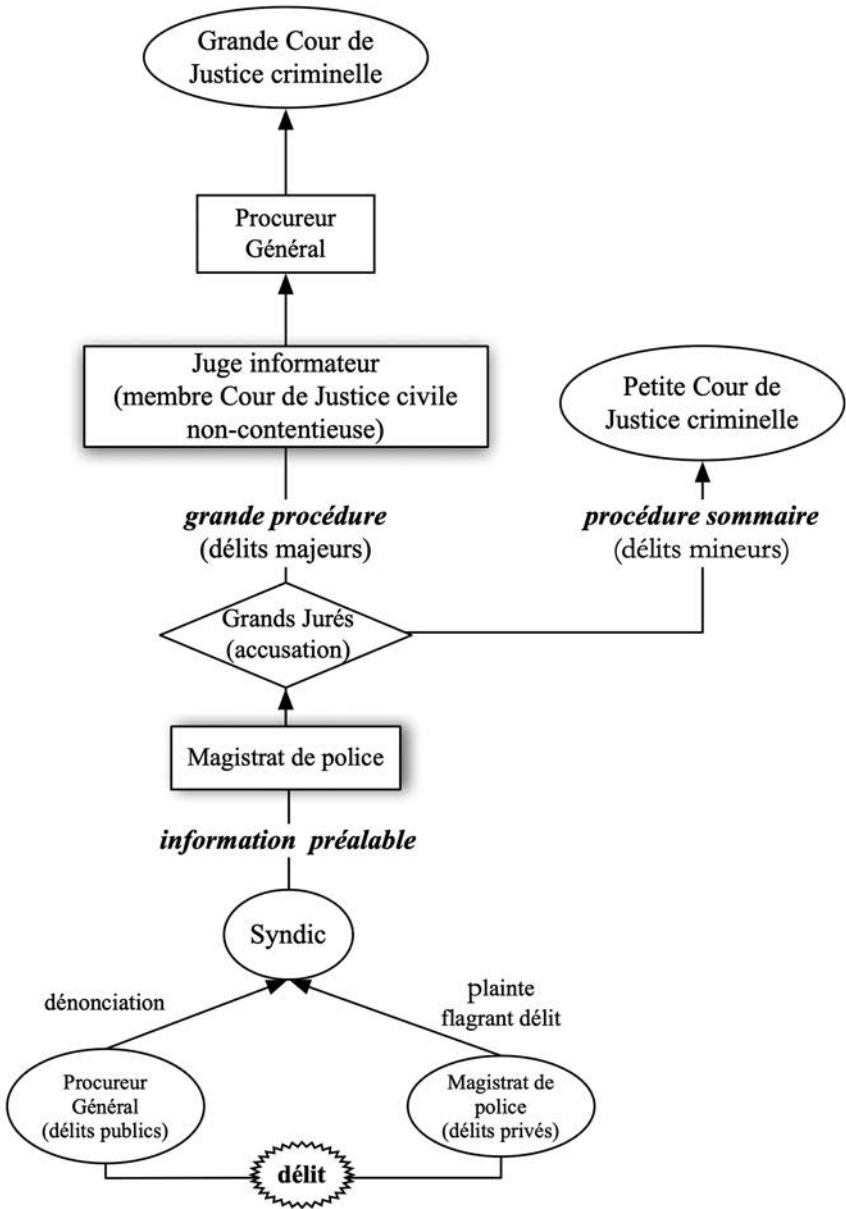 Grande Cour de
Justice criminelle
Procureur
Général
Juge informateur
(membre Cour de Justice civile
non-contentieuse)
Petite Cour de
Justice criminelle
grande procédure
(délits majeurs)
procédure sommaire
(délits mineurs)
Grands Jurés
(accusation)
Magistrat de police
information préalable
Syndic
dénonciation
plainte
flagrant délit
Procureur
Général
(délits publics)
Magistrat de
police
(délits privés)
délit